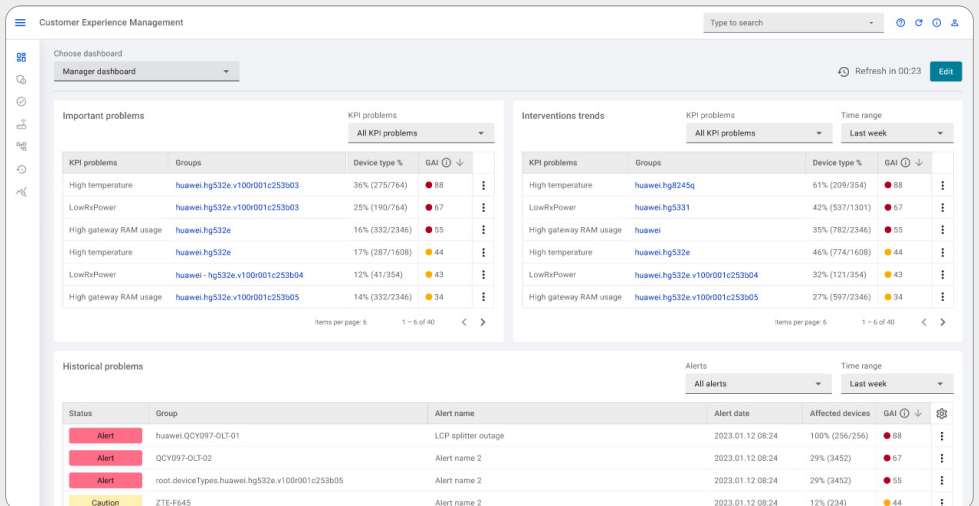 Customer Experience Management
Type to search
Choose dashboard
Manager dashboard
Refresh in 00:23
Edit
Important problems
KPI problems
All KPI problems
KPI problems Groups Device type % GAI
High temperature huawei.hg532e.v100r001c253b03 36% (275/764) 88
LowRxPower huawei.hg532e.v100r001c253b03 25% (190/764) 67
High gateway RAM usage huawei.hg532e 16% (332/2346) 55
High temperature huawei.hg532e 17% (287/1608) 44
LowRxPower huawei - hg532e.v100r001c253b04 12% (41/354) 43
High gateway RAM usage huawei.hg532e.v100r001c253b05 14% (332/2346) 34
Items per page: 6 1 – 6 of 40
Interventions trends
KPI problems
All KPI problems
Time range
Last week
KPI problems Groups Device type % GAI
High temperature huawei.hg8245q 61% (209/354) 88
LowRxPower huawei.hg5331 42% (537/1301) 67
High gateway RAM usage huawei 35% (782/2346) 55
High temperature huawei.hg532e 46% (774/1608) 44
LowRxPower huawei.hg532e.v100r001c253b04 32% (121/354) 43
High gateway RAM usage huawei.hg532e.v100r001c253b05 27% (597/2346) 34
Items per page: 6 1 – 6 of 40
Historical problems
Alerts
All alerts
Time range
Last week
Status Group Alert name Alert date Affected devices GAI
Alert huawei.QCY097-OLT-01 LCP splitter outage 2023.01.12 08:24 100% (256/256) 88
Alert QCY097-OLT-02 Alert name 2 2023.01.12 08:24 29% (3452) 67
Alert root.deviceTypes.huawei.hg532e.v100r001c253b05 Alert name 2 2023.01.12 08:24 29% (3452) 55
Caution ZTE-F645 Alert name 2 2023.01.12 08:24 12% (234) 44